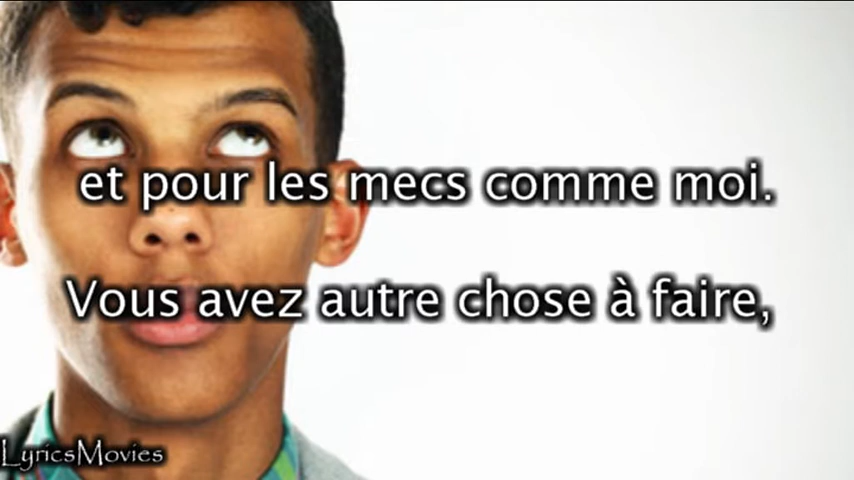 et pour les mecs comme moi.
Vous avez autre chose à faire,
LyricsMovies